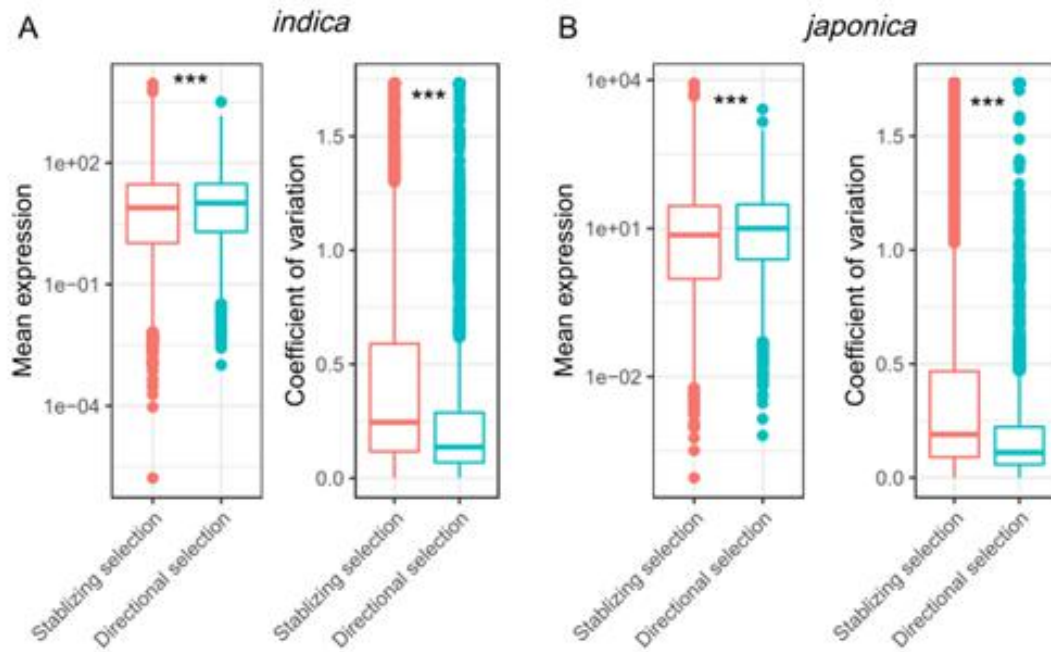 A
indica
B
japonica
Mean expression
1e+02
1e-01
1e-04
***
Stablizing selection
Directional selection
Coefficient of variation
1.5
1.0
0.5
0.0
***
Stablizing selection
Directional selection
Mean expression
1e+04
1e+01
1e-02
***
Stablizing selection
Directional selection
Coefficient of variation
1.5
1.0
0.5
0.0
***
Stablizing selection
Directional selection